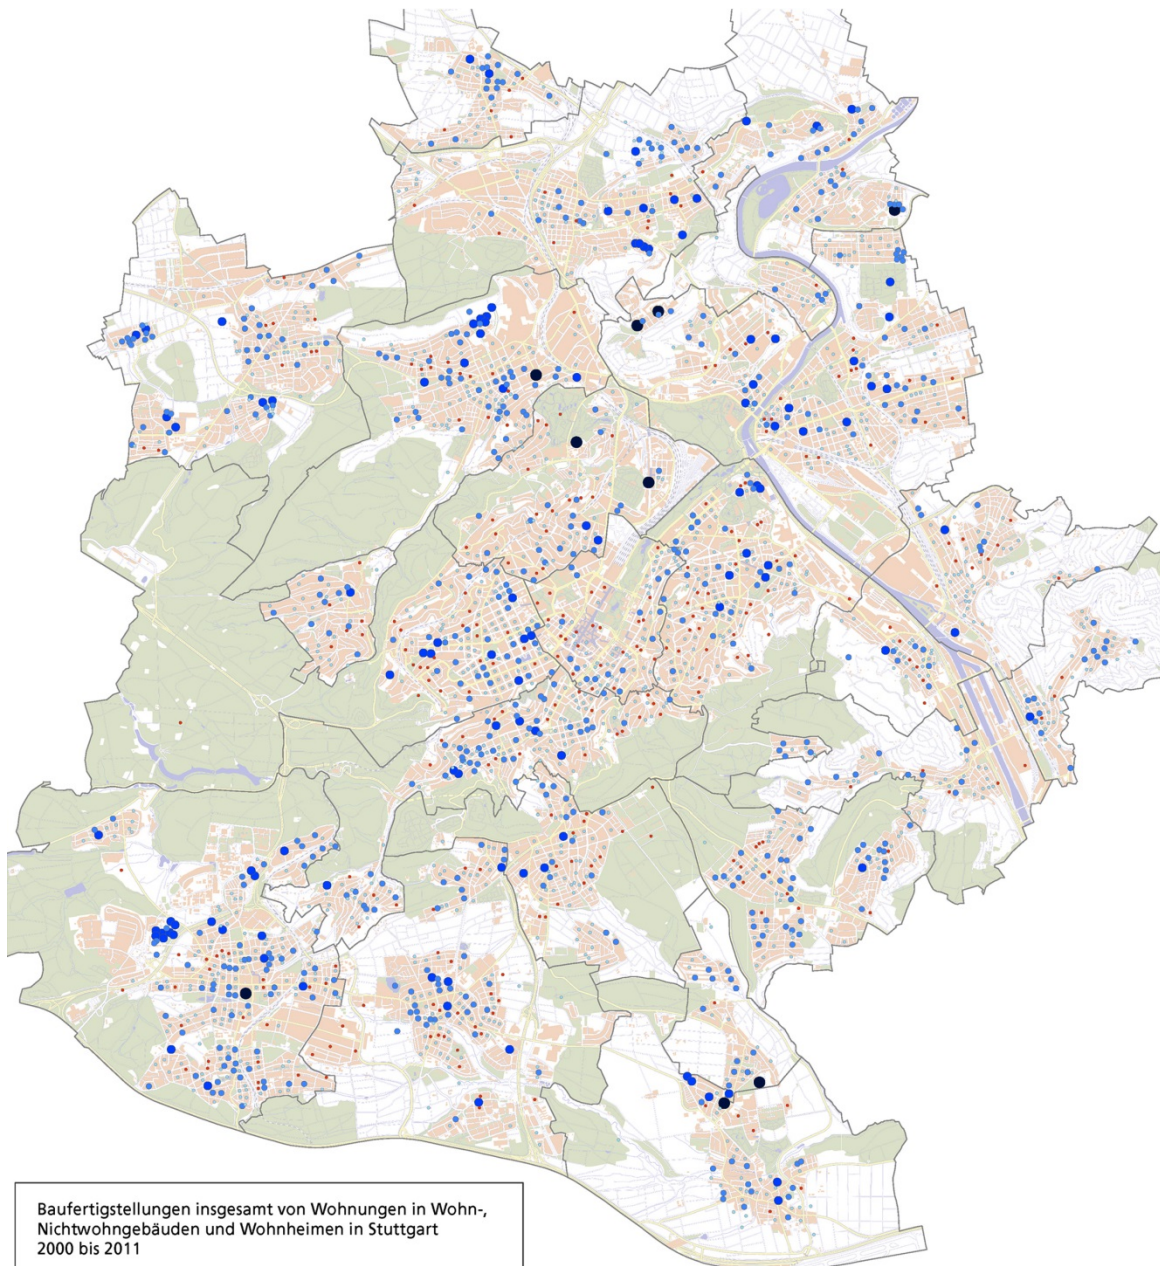 Baufertigstellungen insgesamt von Wohnungen in Wohn-,
Nichtwohngebäuden und Wohnheimen in Stuttgart
2000 bis 2011